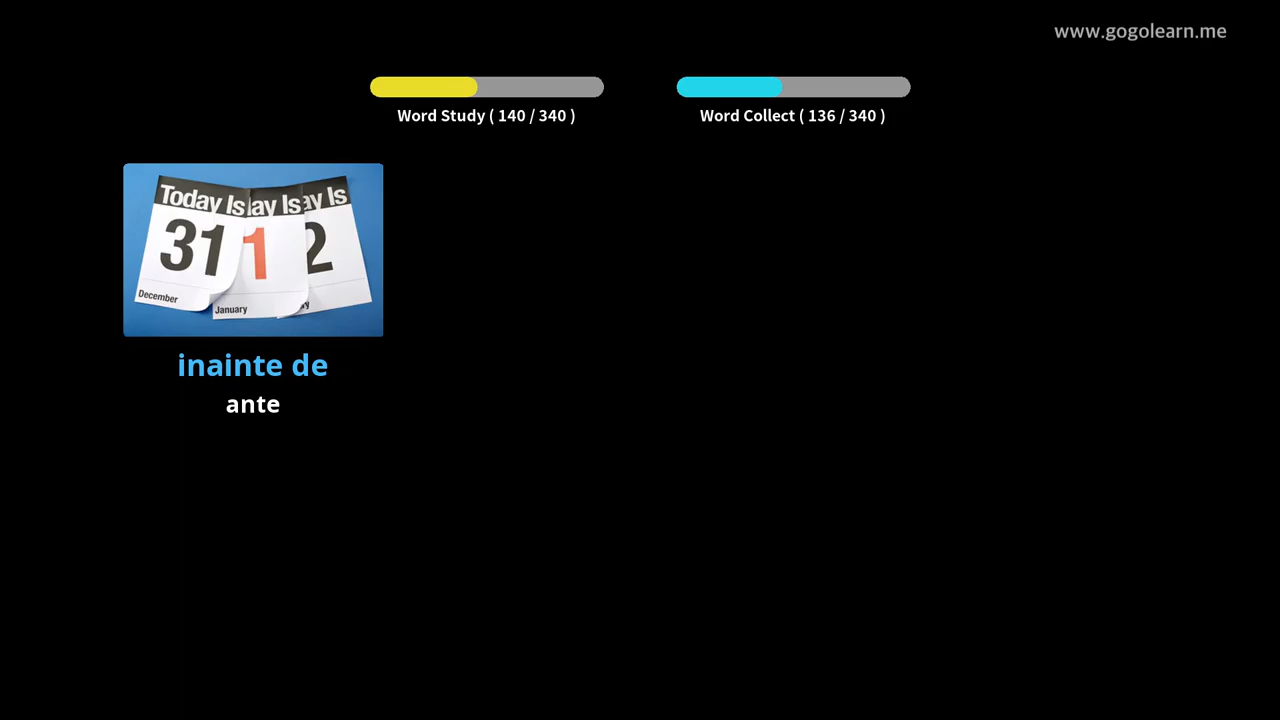 www.gogolearn.me
Word Study ( 140 / 340 )
Word Collect ( 136 / 340 )
Today Is
ay Is
ay Is
31
1
2
December
January
ry
inainte de
ante